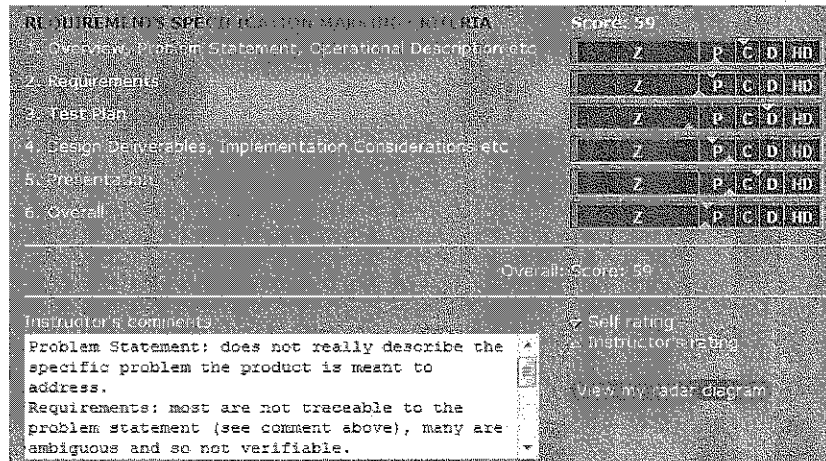 REQUIREMENTS SPECIFICATION MARKING CRITERIA Score: 59
1. Overview, Problem Statement, Operational Description etc Z P C D HD
2. Requirements Z P C D HD
3. Test Plan Z P C D HD
4. Design Deliverables, Implementation Considerations etc Z P C D HD
5. Presentation Z P C D HD
6. Overall Z P C D HD
Overall: Score: 59
Instructor's comments
Self rating
Instructor's rating
Problem Statement: does not really describe the
specific problem the product is meant to
address.
Requirements: most are not traceable to the
problem statement (see comment above), many are
ambiguous and so not verifiable.
View my radar diagram